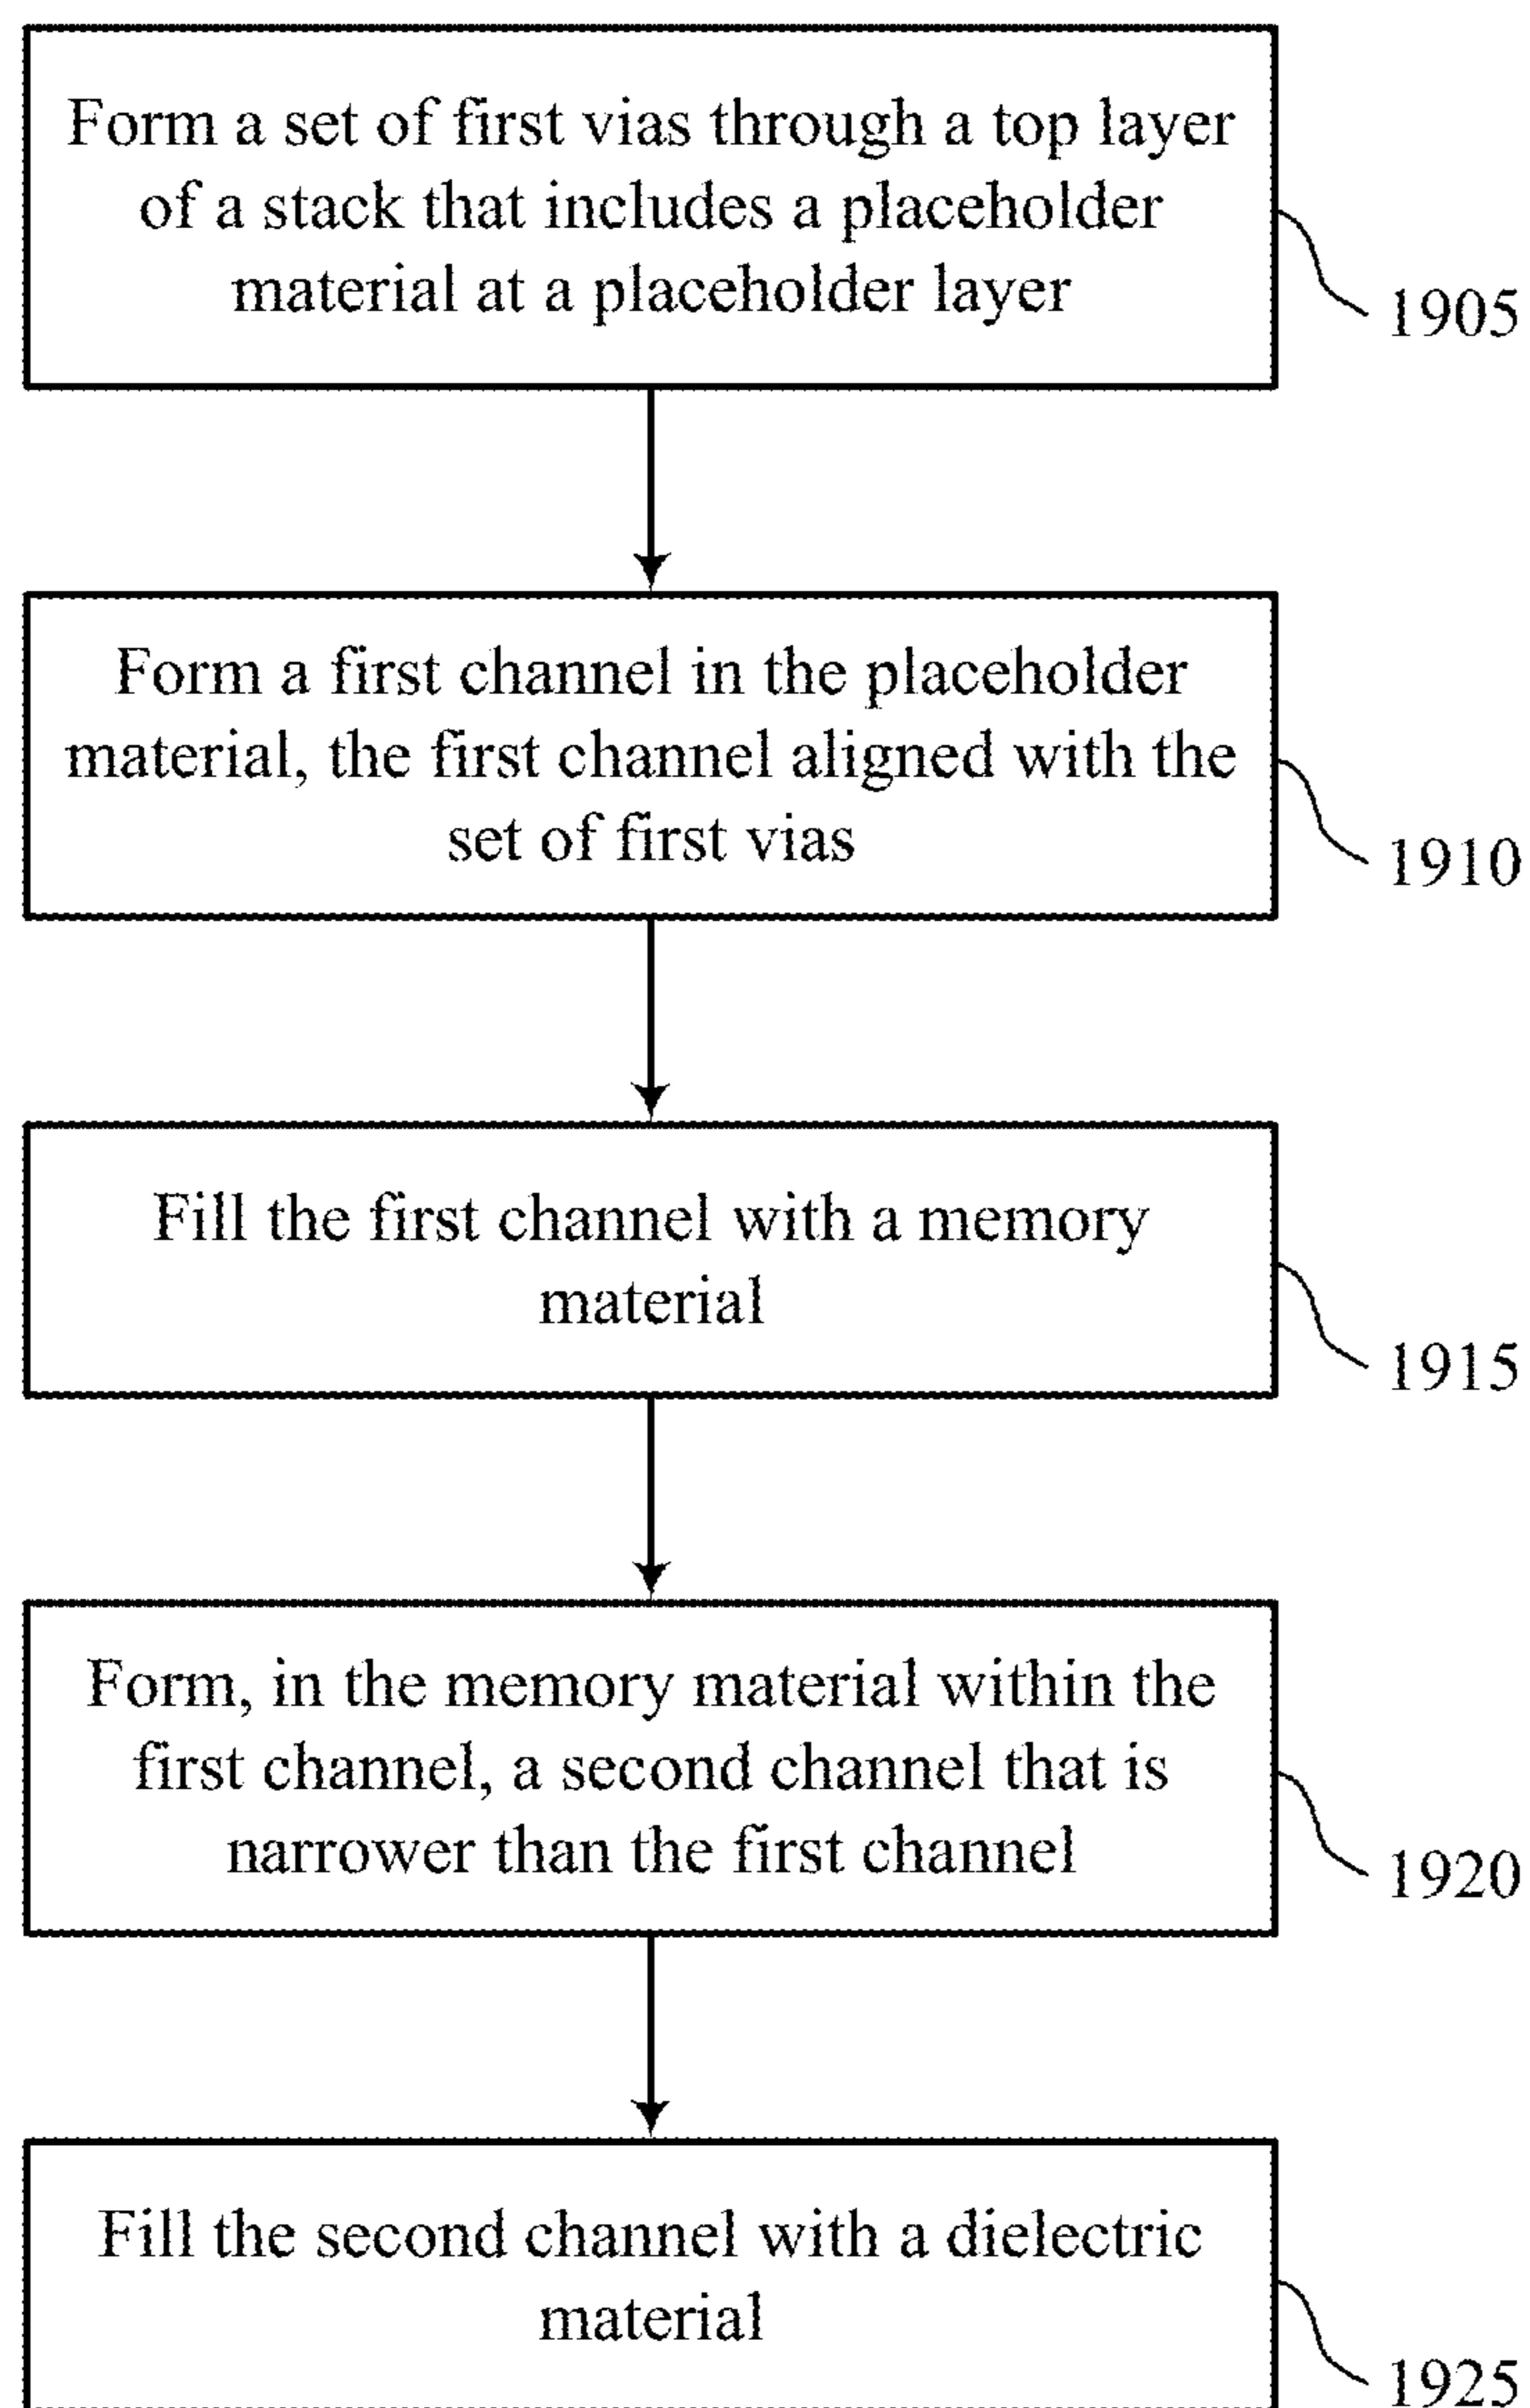 Form a set of first vias through a top layer
of a stack that includes a placeholder
material at a placeholder layer
1905
Form a first channel in the placeholder
material, the first channel aligned with the
set of first vias
1910
Fill the first channel with a memory
material
1915
Form, in the memory material within the
first channel, a second channel that is
narrower than the first channel
1920
Fill the second channel with a dielectric
material
1925